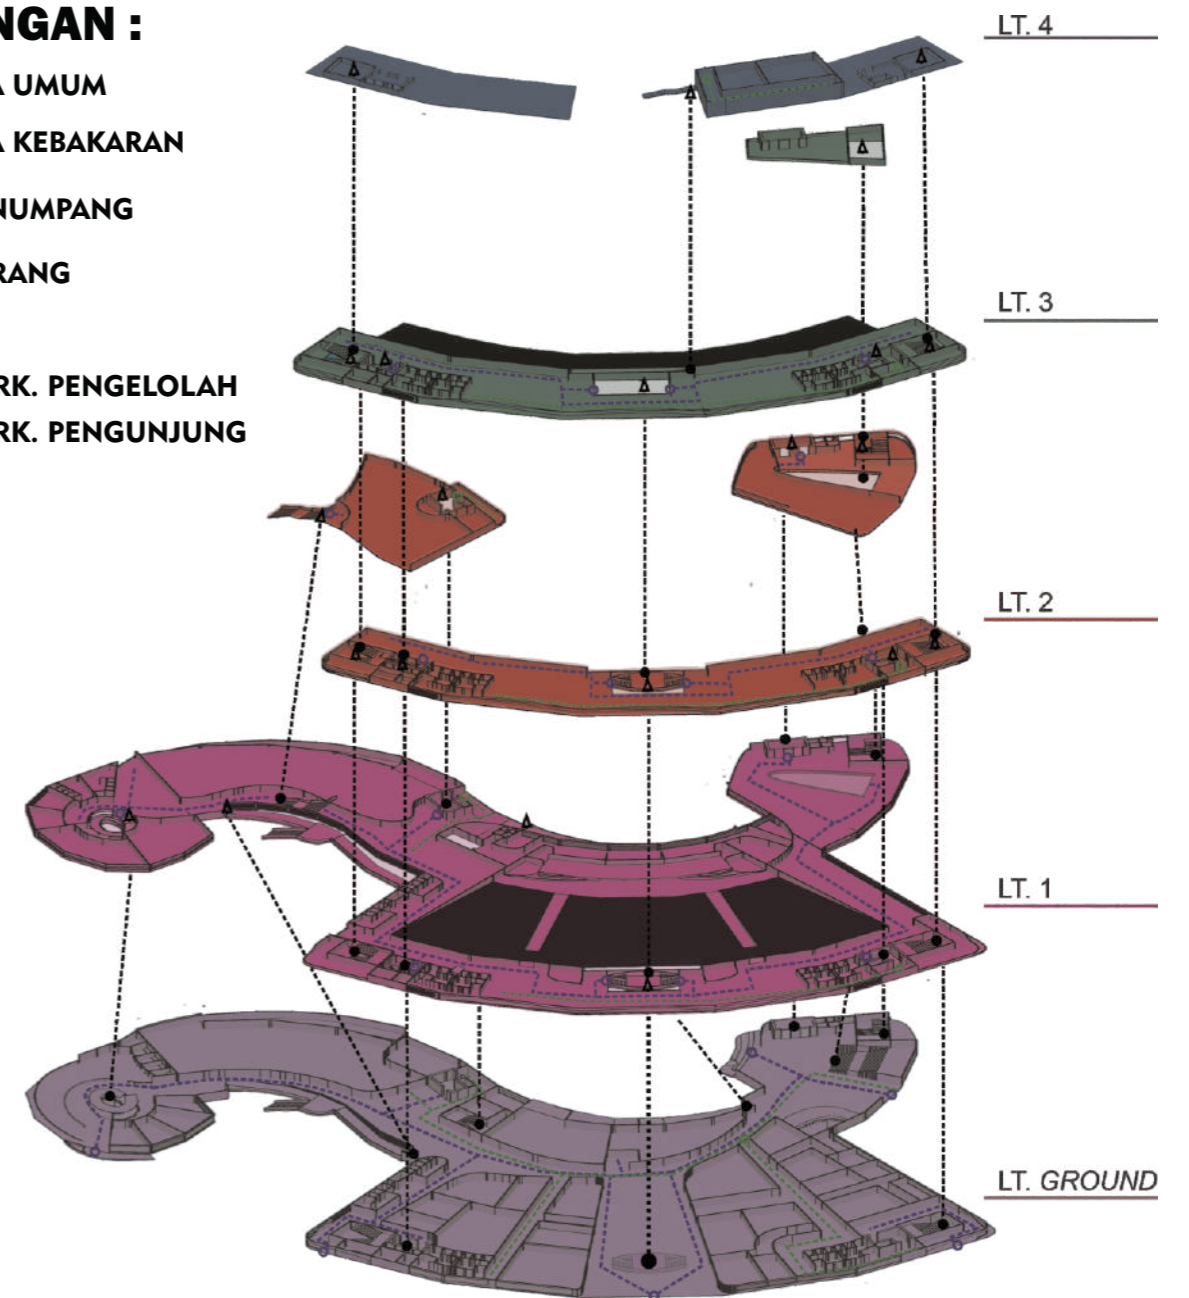 NGAN :
A UMUM
A KEBAKARAN
NUMPANG
RANG
RK. PENGELOLAH
RK. PENGUNJUNG
LT. 4
LT. 3
LT. 2
LT. 1
LT. GROUND